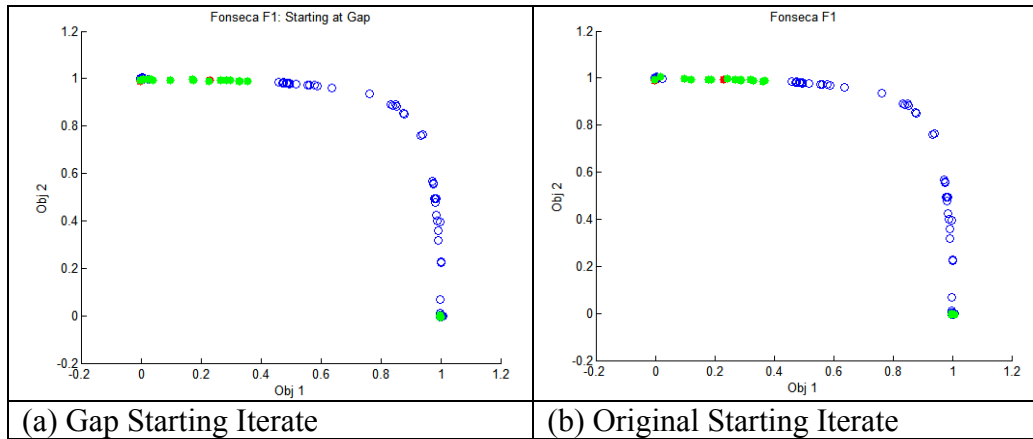 Fonseca F1: Starting at Gap
1.2
1
0.8
0.6
0.4
0.2
0
-0.2
Obj 2
-0.2 0 0.2 0.4 0.6 0.8 1 1.2
Obj 1
(a) Gap Starting Iterate
Fonseca F1
1.2
1
0.8
0.6
0.4
0.2
0
-0.2
Obj 2
-0.2 0 0.2 0.4 0.6 0.8 1 1.2
Obj 1
(b) Original Starting Iterate